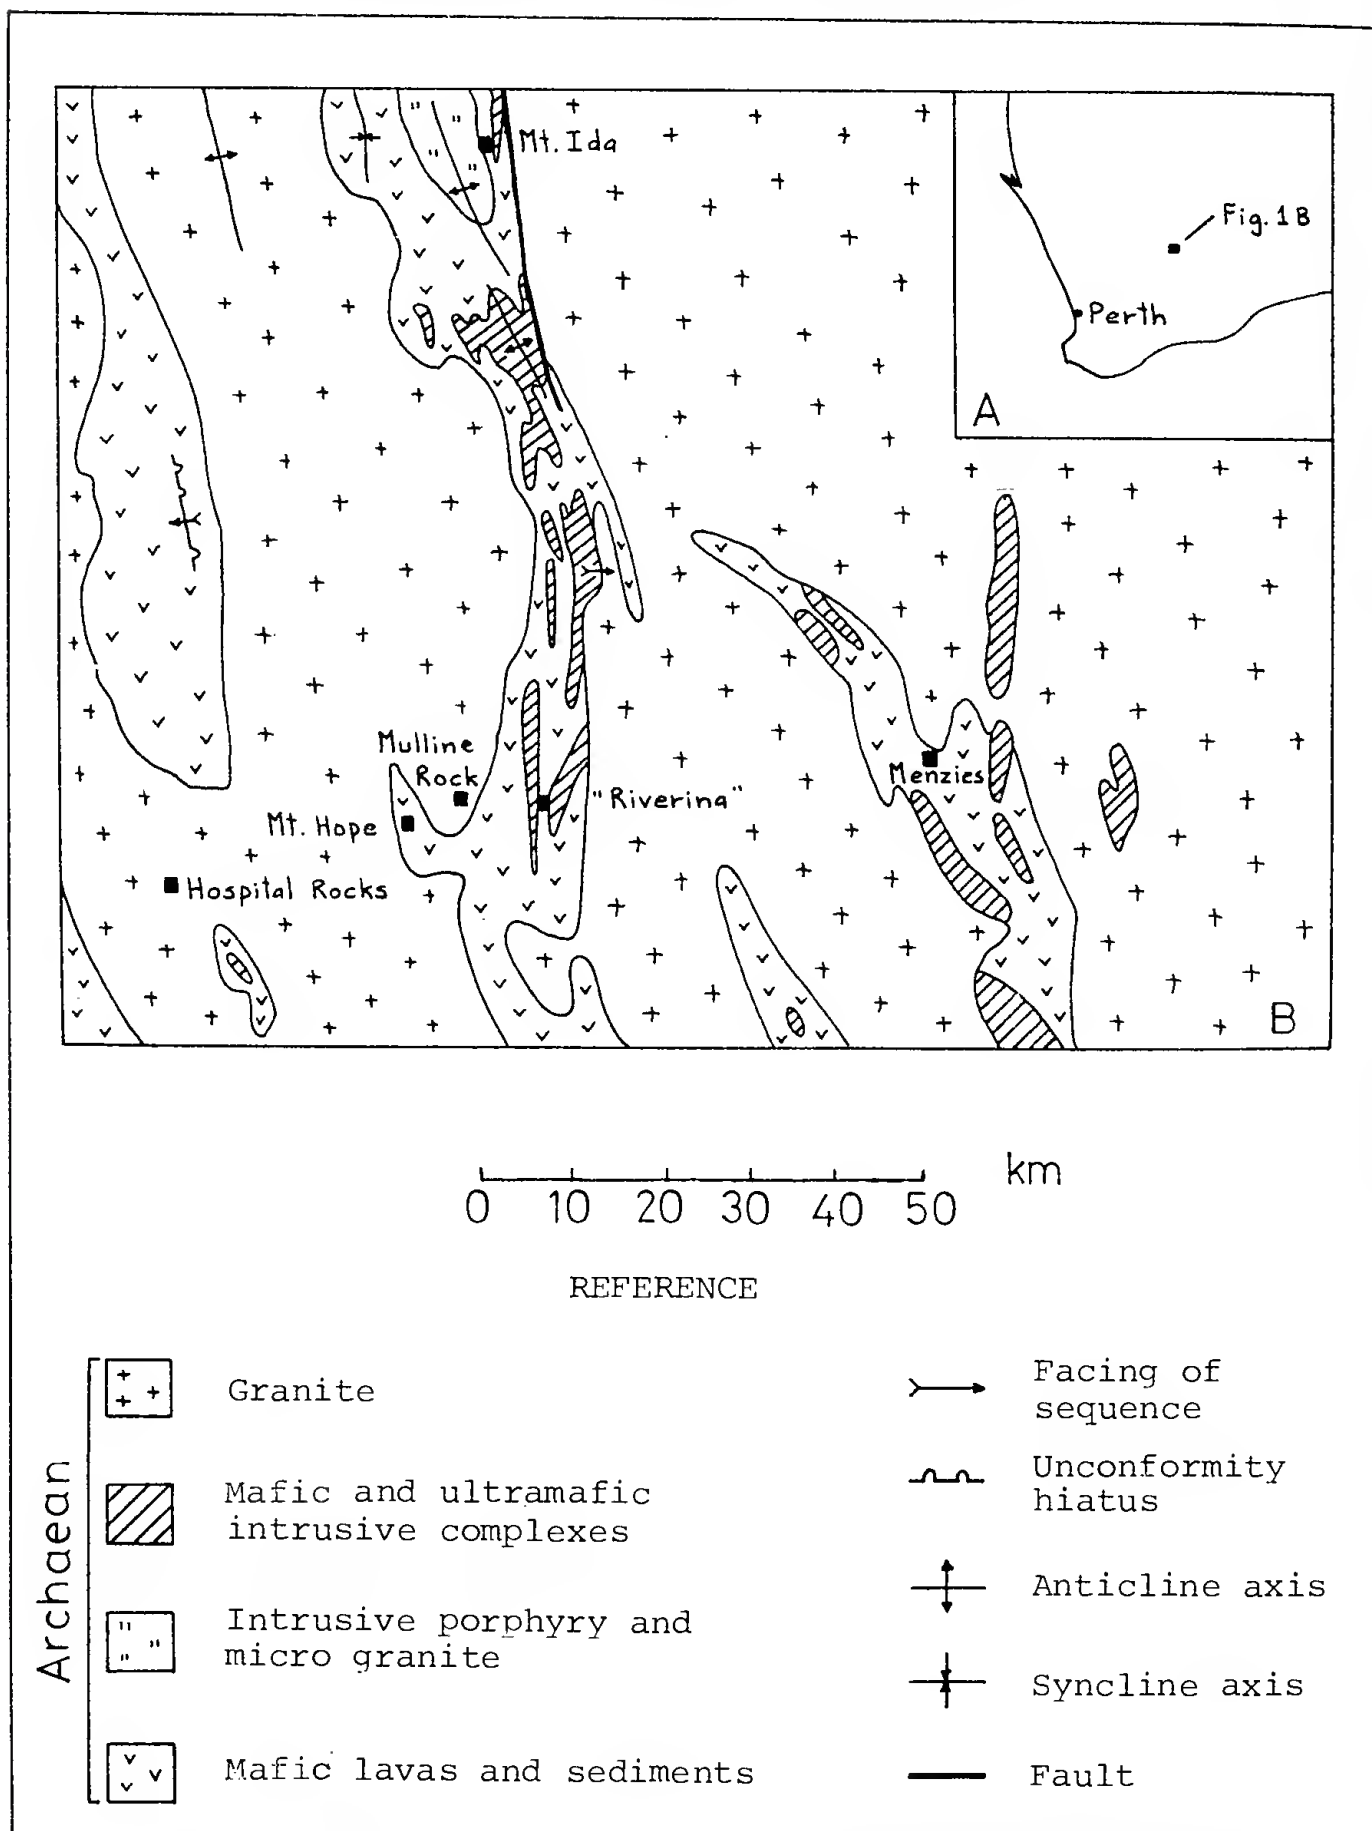 Mt. Ida
Fig. 1B
Perth
A
Mulline
Rock
Menzies
"Riverina"
Mt. Hope
Hospital Rocks
B
km
0 10 20 30 40 50
REFERENCE
Archaean
Granite
Mafic and ultramafic
intrusive complexes
Intrusive porphyry and
micro granite
Mafic lavas and sediments
Facing of
sequence
Unconformity
hiatus
Anticline axis
Syncline axis
Fault